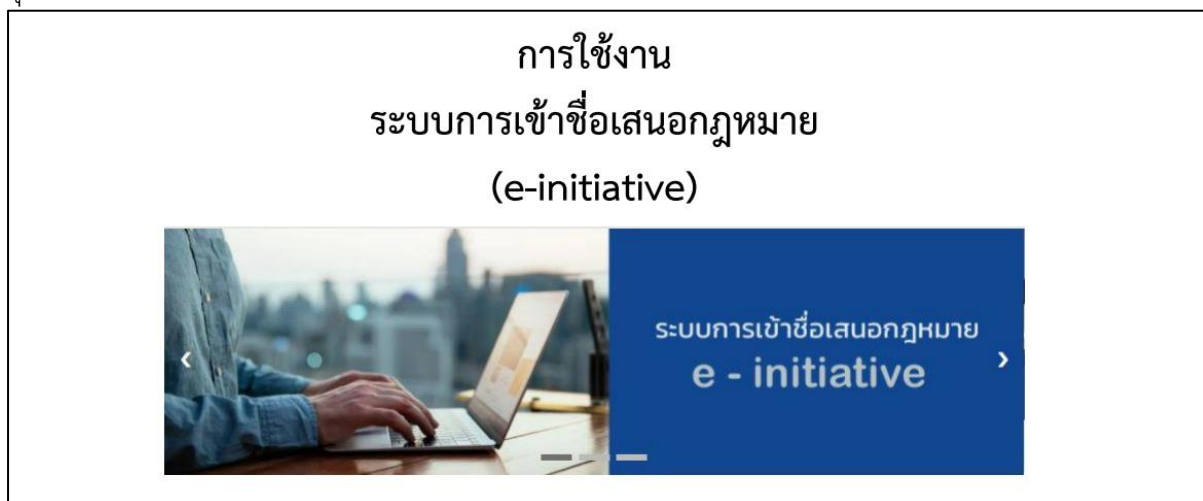 การใช้งาน
ระบบการเข้าชื่อเสนอกฎหมาย
(e-initiative)
ระบบการเข้าชื่อเสนอกฎหมาย
e - initiative